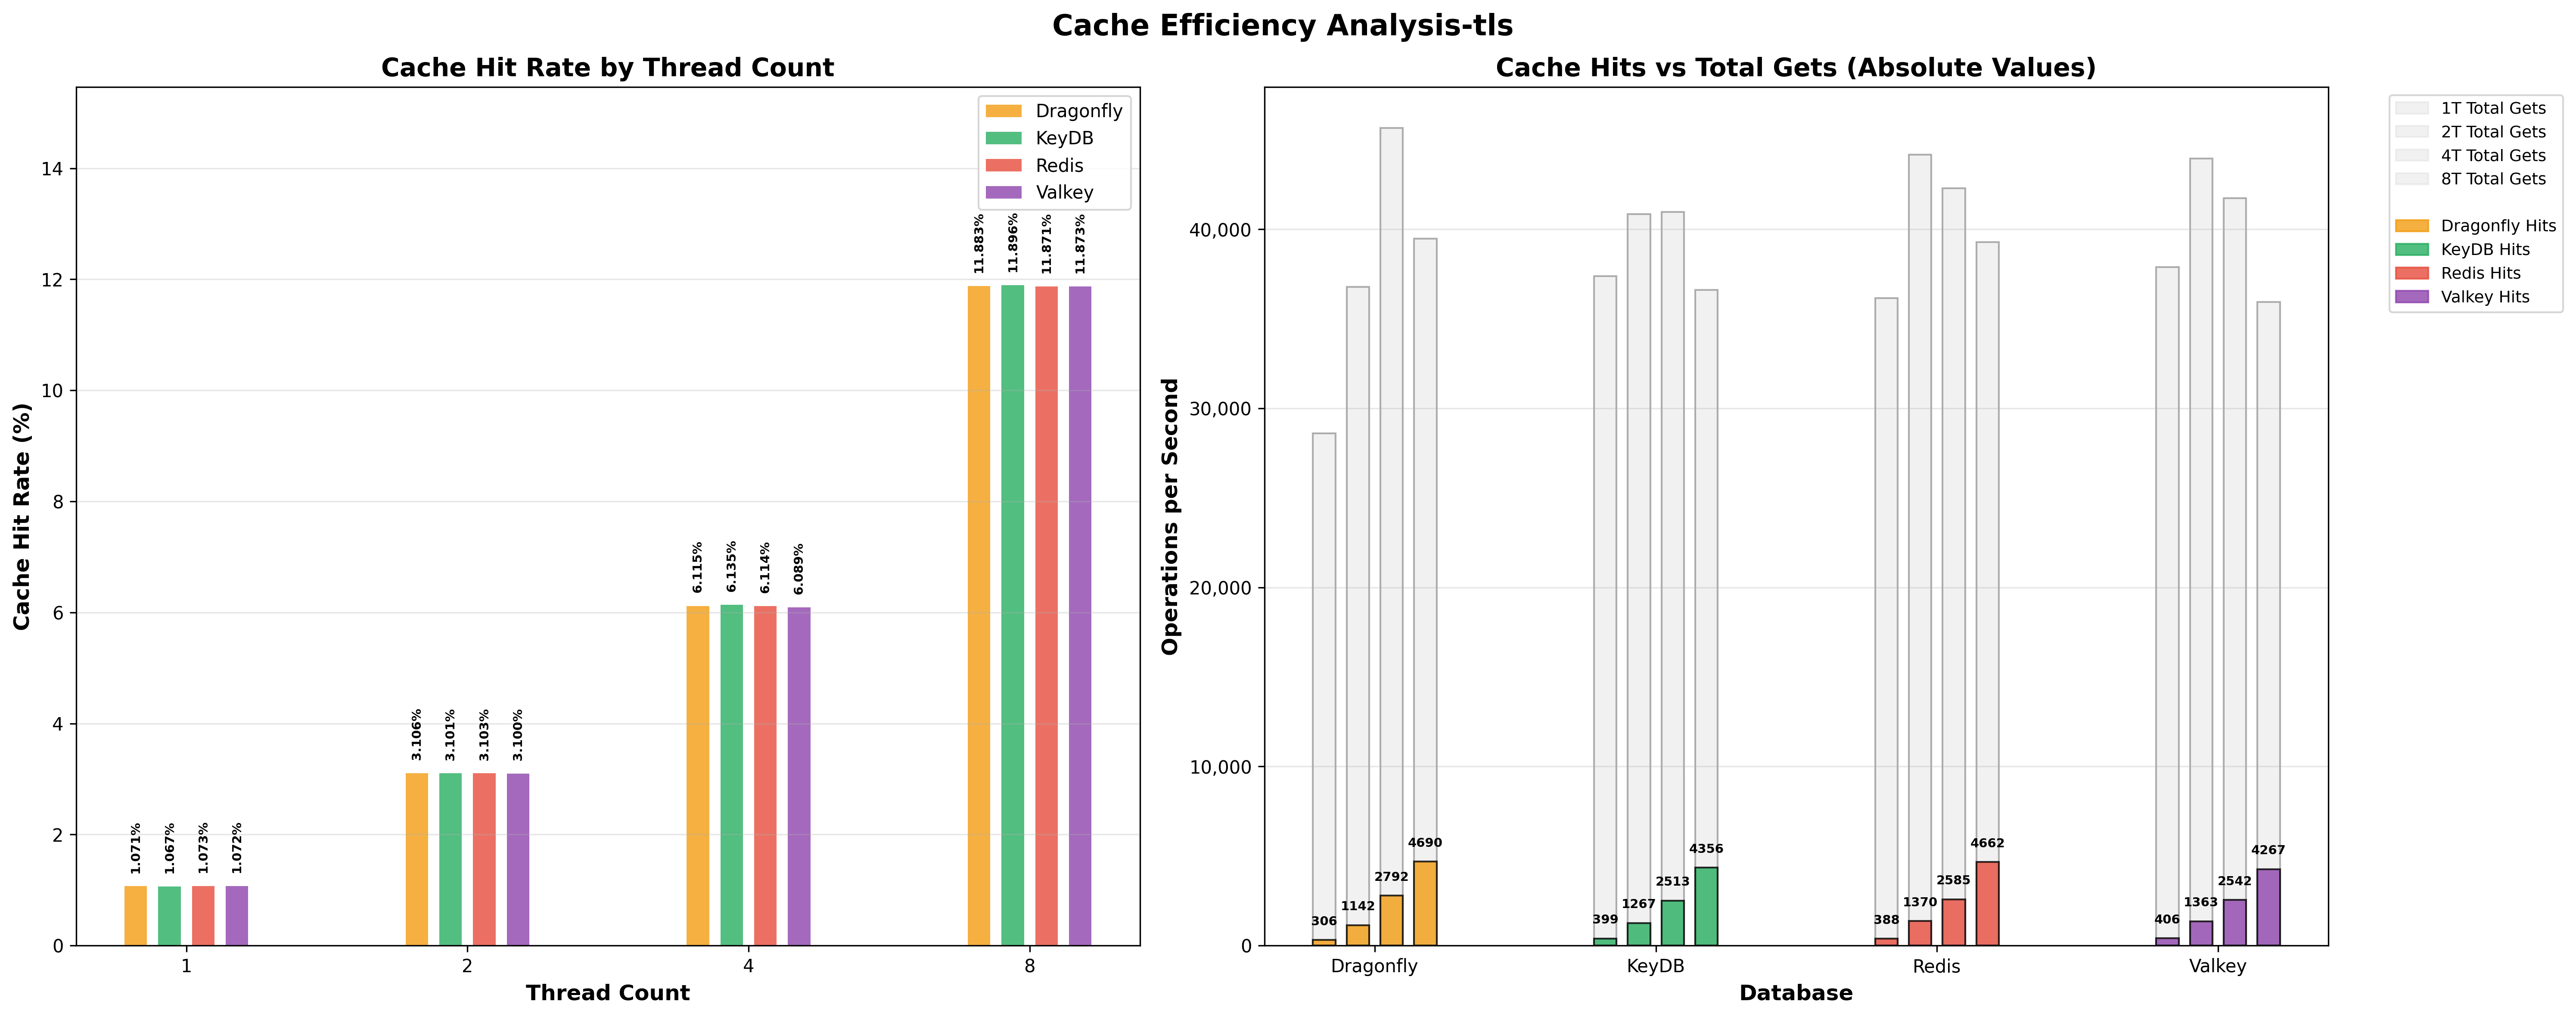 Cache Efficiency Analysis-tls
Cache Hit Rate by Thread Count
Cache Hit Rate (%)
14
12
10
8
6
4
2
0
Dragonfly
KeyDB
Redis
Valkey
1.071%
1.067%
1.073%
1.072%
3.106%
3.101%
3.103%
3.100%
6.115%
6.135%
6.114%
6.089%
11.883%
11.896%
11.871%
11.873%
1
2
4
8
Thread Count
Cache Hits vs Total Gets (Absolute Values)
Operations per Second
40,000
30,000
20,000
10,000
0
306
1142
2792
4690
399
1267
2513
4356
388
1370
2585
4662
406
1363
2542
4267
Dragonfly
KeyDB
Redis
Valkey
Database
1T Total Gets
2T Total Gets
4T Total Gets
8T Total Gets
Dragonfly Hits
KeyDB Hits
Redis Hits
Valkey Hits